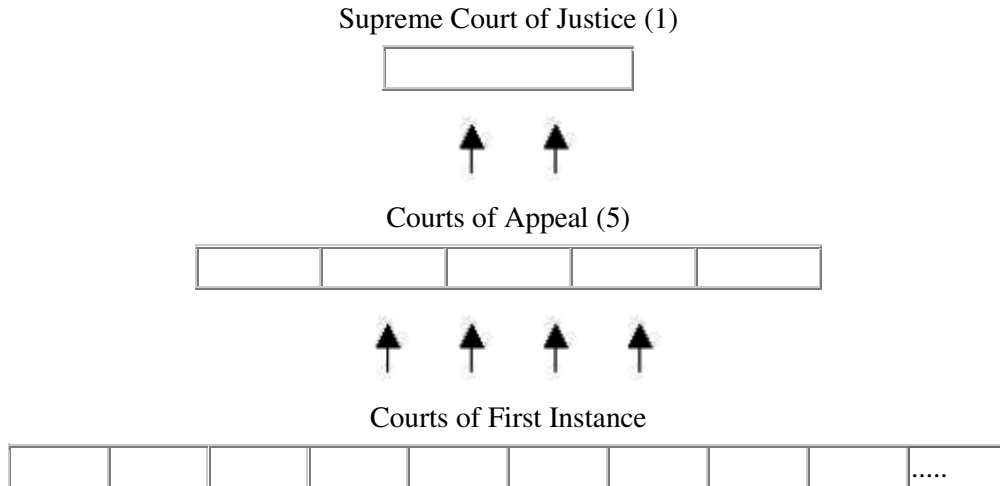 Supreme Court of Justice (1)
Courts of Appeal (5)
Courts of First Instance
.....